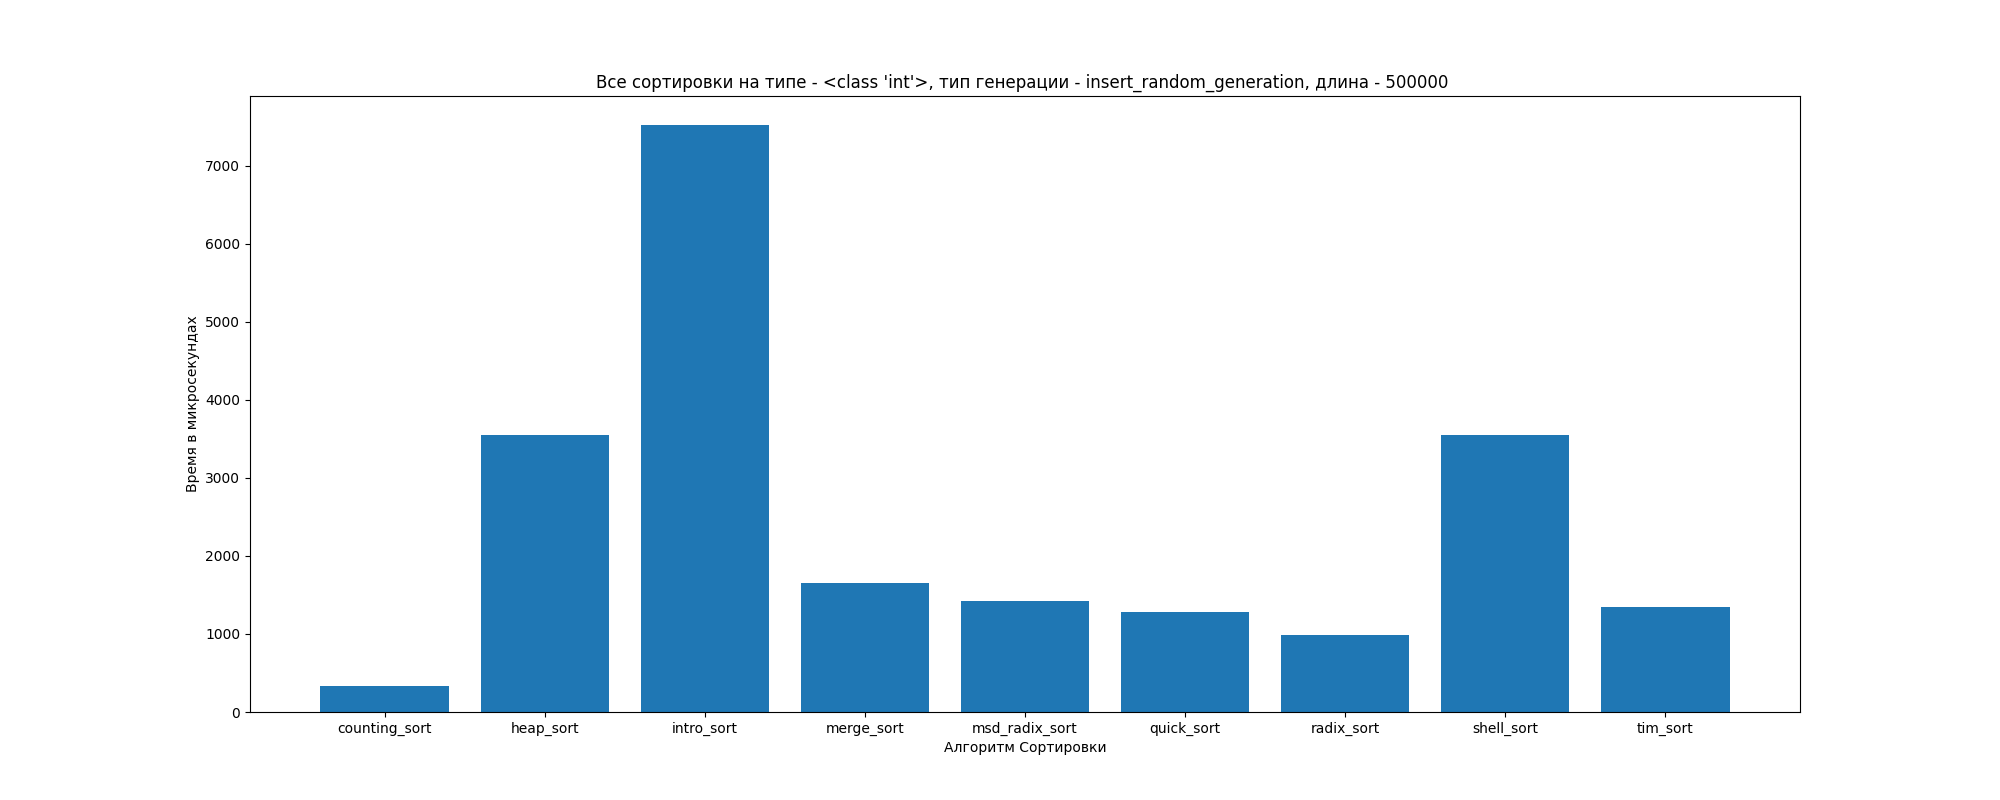 Все сортировки на типе - <class 'int'>, тип генерации - insert_random_generation, длина - 500000
Время в микросекундах
7000
6000
5000
4000
3000
2000
1000
0
counting_sort heap_sort intro_sort merge_sort msd_radix_sort quick_sort radix_sort shell_sort tim_sort
Алгоритм Сортировки